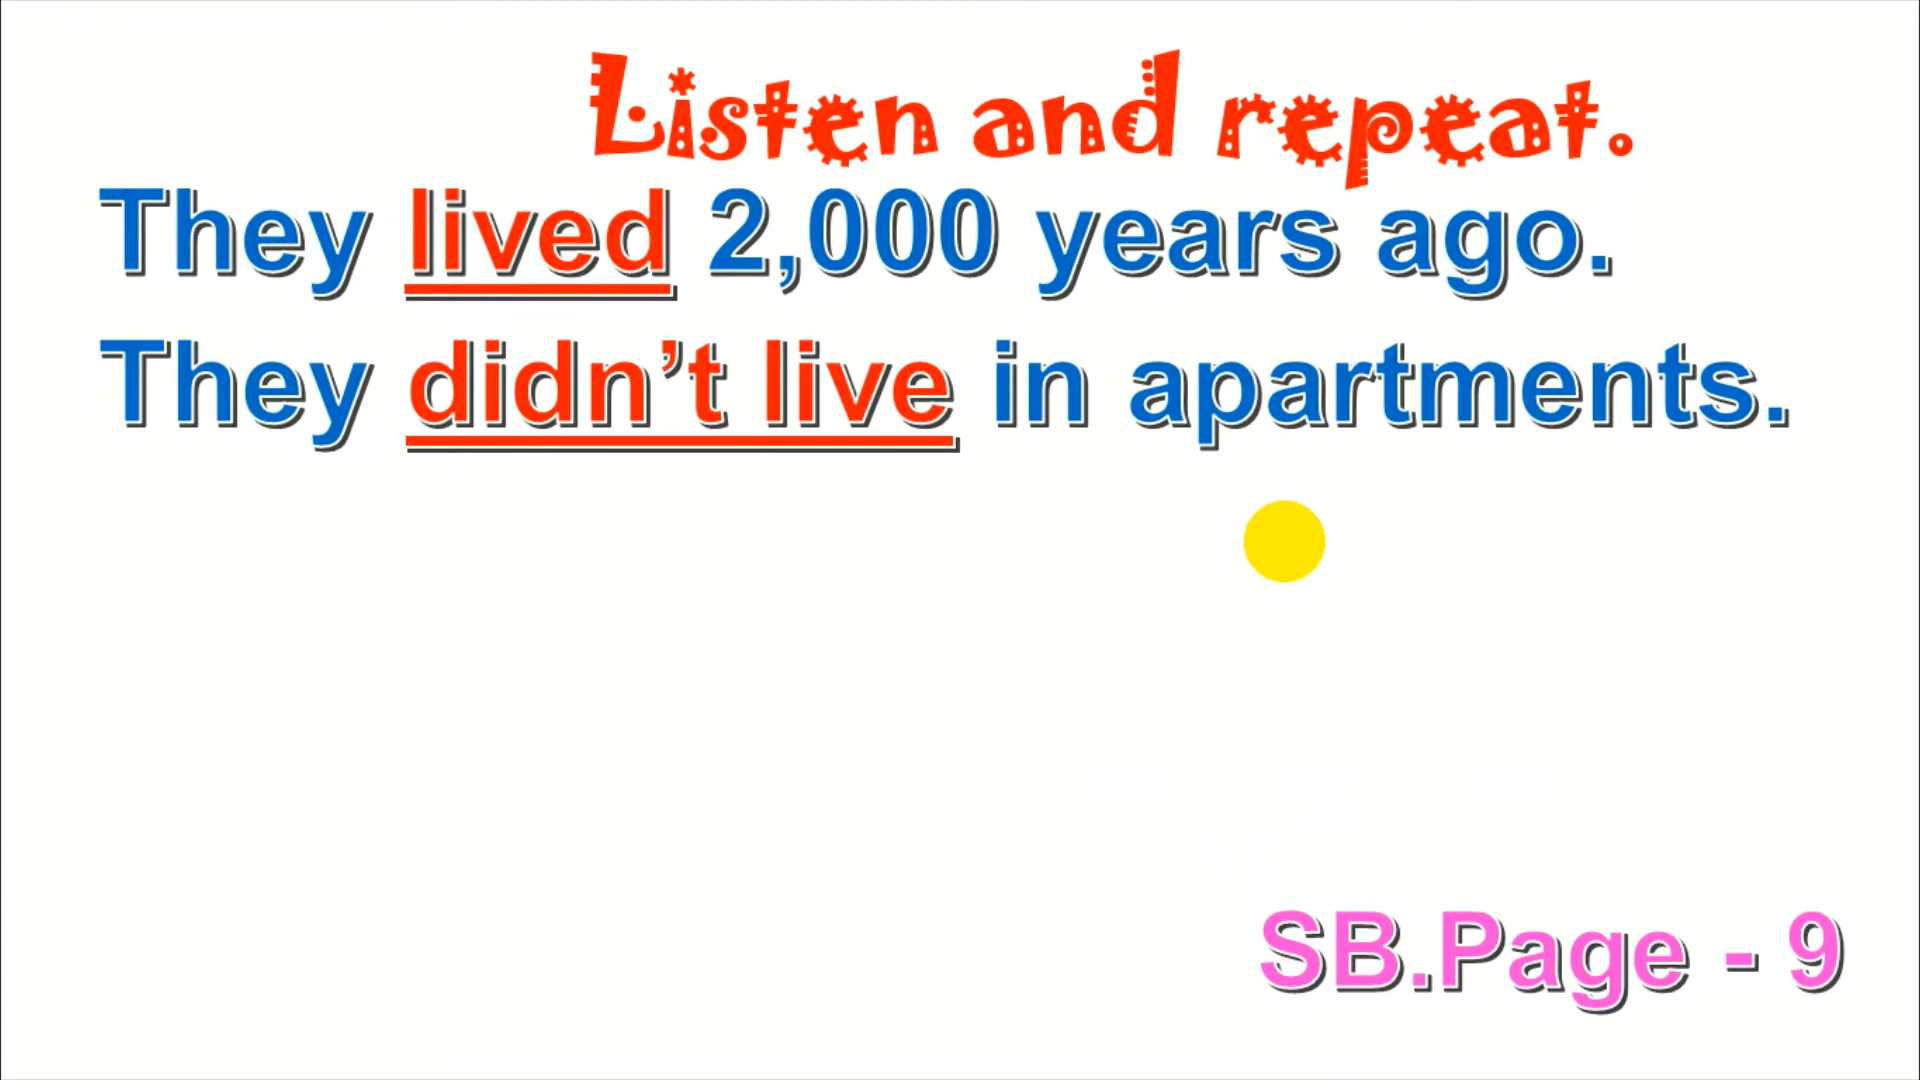 Listen and repeat.
They lived 2,000 years ago.
They didn’t live in apartments.
SB.Page - 9